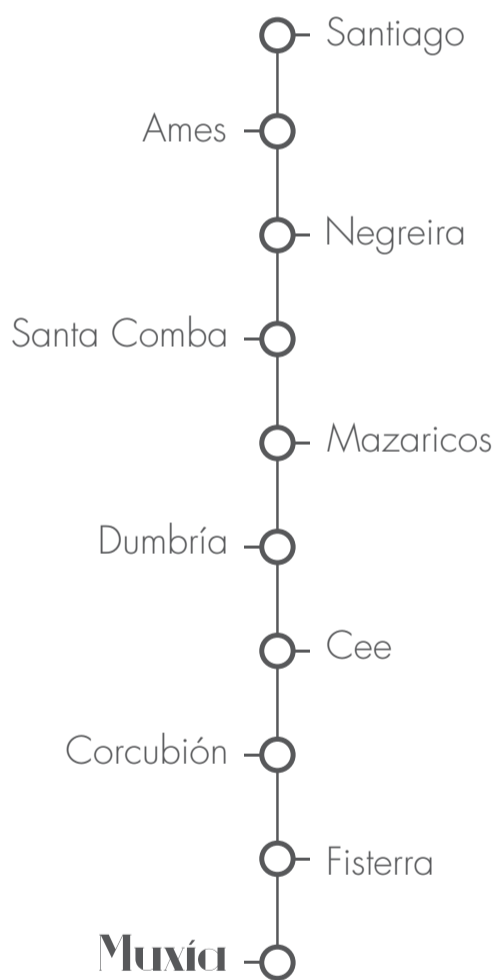 Santiago
Ames
Negreira
Santa Comba
Mazaricos
Dumbría
Cee
Corcubión
Fisterra
Muxía